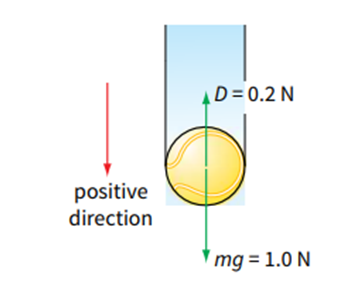 D = 0.2 N
positive
direction
mg = 1.0 N